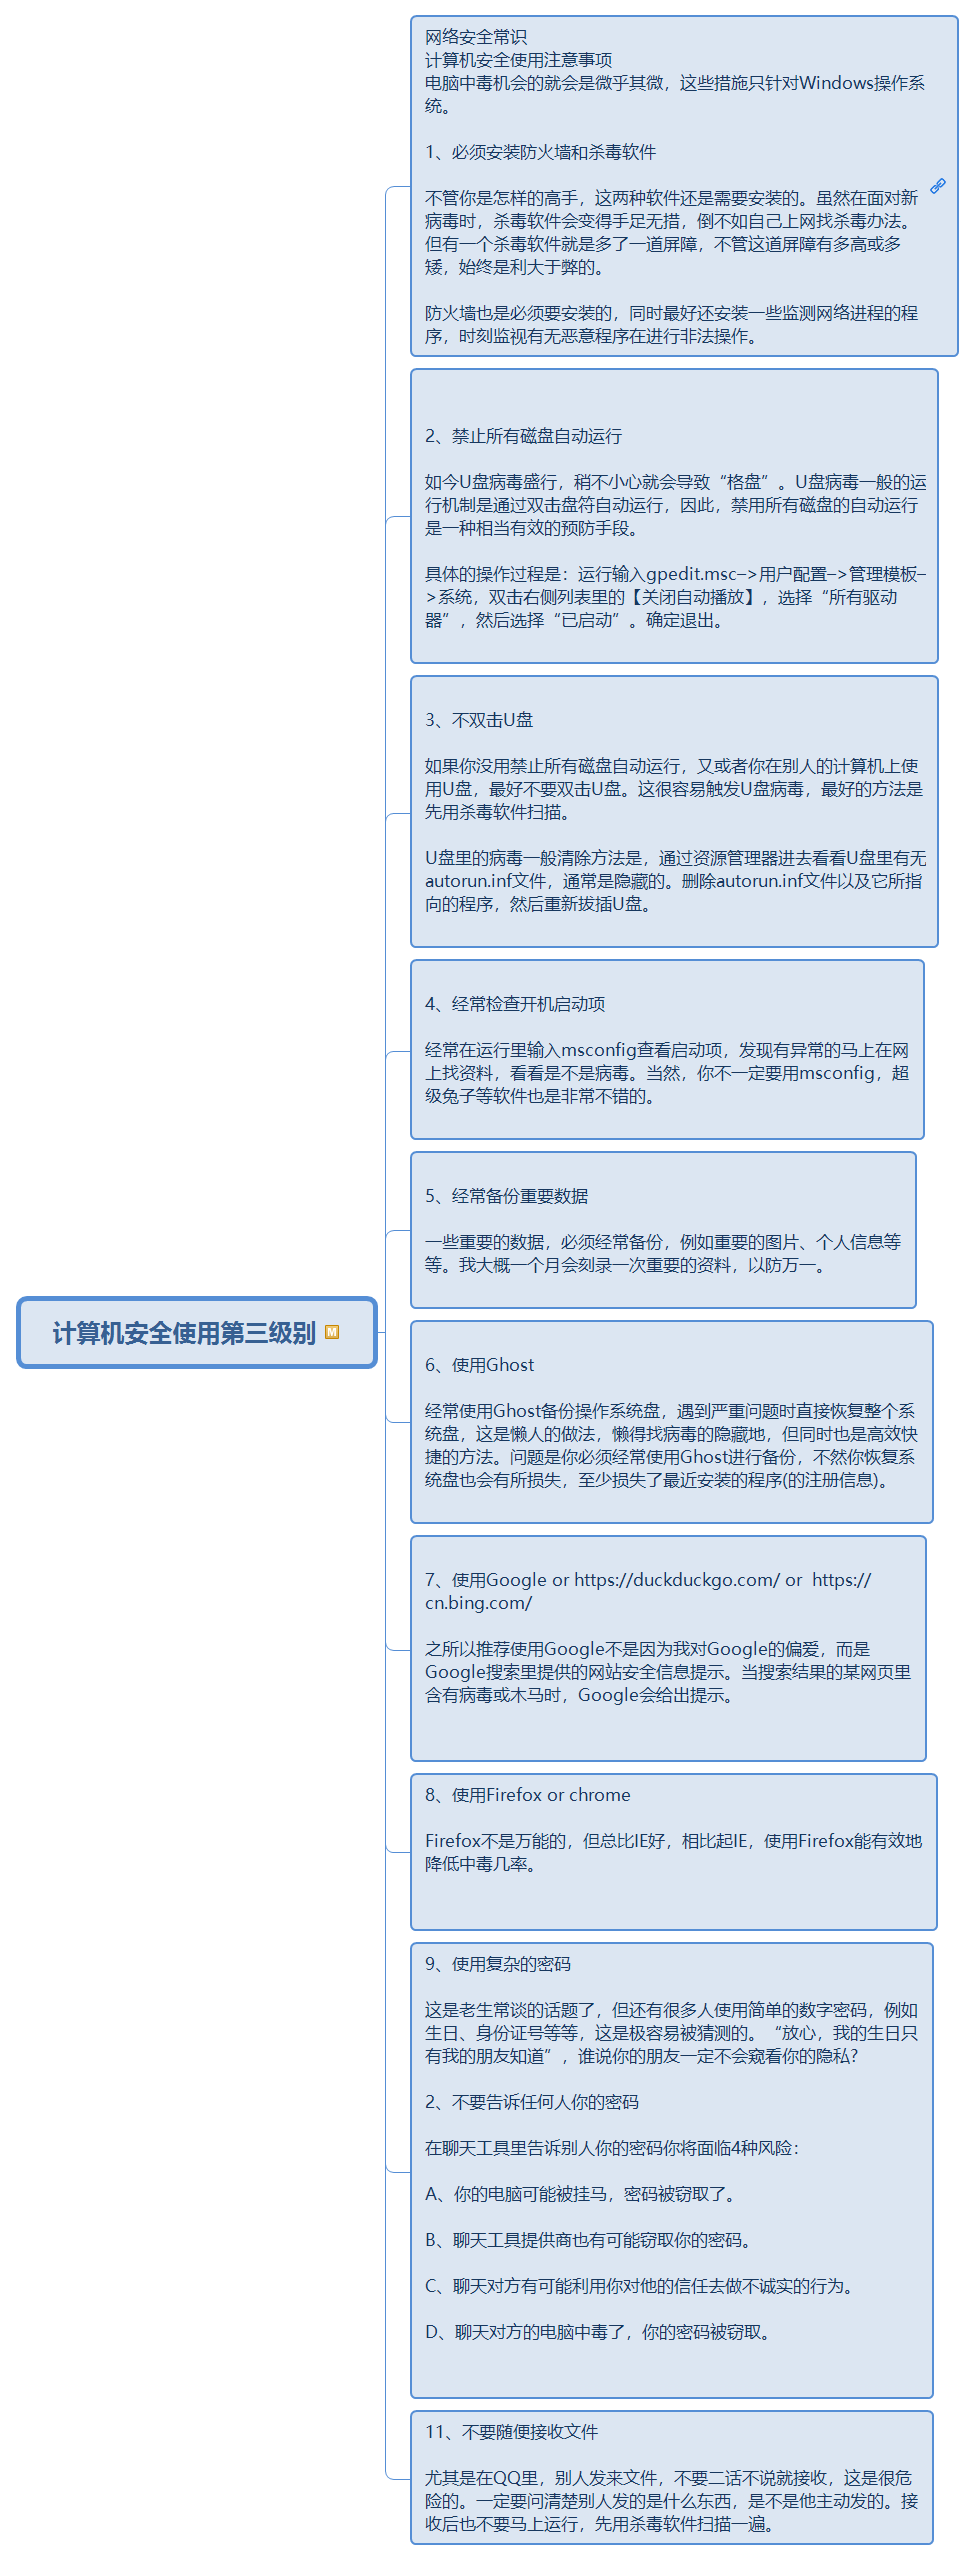 计算机安全使用第三级别
M
网络安全常识
计算机安全使用注意事项
电脑中毒机会的就会是微乎其微，这些措施只针对Windows操作系
统。
1、必须安装防火墙和杀毒软件
不管你是怎样的高手，这两种软件还是需要安装的。虽然在面对新
病毒时，杀毒软件会变得手足无措，倒不如自己上网找杀毒办法。
但有一个杀毒软件就是多了一道屏障，不管这道屏障有多高或多
矮，始终是利大于弊的。
防火墙也是必须要安装的，同时最好还安装一些监测网络进程的程
序，时刻监视有无恶意程序在进行非法操作。
2、禁止所有磁盘自动运行
如今U盘病毒盛行，稍不小心就会导致“格盘”。U盘病毒一般的运
行机制是通过双击盘符自动运行，因此，禁用所有磁盘的自动运行
是一种相当有效的预防手段。
具体的操作过程是：运行输入gpedit.msc–>用户配置–>管理模板–
>系统，双击右侧列表里的【关闭自动播放】，选择“所有驱动
器”，然后选择“已启动”。确定退出。
3、不双击U盘
如果你没用禁止所有磁盘自动运行，又或者你在别人的计算机上使
用U盘，最好不要双击U盘。这很容易触发U盘病毒，最好的方法是
先用杀毒软件扫描。
U盘里的病毒一般清除方法是，通过资源管理器进去看看U盘里有无
autorun.inf文件，通常是隐藏的。删除autorun.inf文件以及它所指
向的程序，然后重新拔插U盘。
4、经常检查开机启动项
经常在运行里输入msconfig查看启动项，发现有异常的马上在网
上找资料，看看是不是病毒。当然，你不一定要用msconfig，超
级兔子等软件也是非常不错的。
5、经常备份重要数据
一些重要的数据，必须经常备份，例如重要的图片、个人信息等
等。我大概一个月会刻录一次重要的资料，以防万一。
6、使用Ghost
经常使用Ghost备份操作系统盘，遇到严重问题时直接恢复整个系
统盘，这是懒人的做法，懒得找病毒的隐藏地，但同时也是高效快
捷的方法。问题是你必须经常使用Ghost进行备份，不然你恢复系
统盘也会有所损失，至少损失了最近安装的程序(的注册信息)。
7、使用Google or https://duckduckgo.com/ or  https://
cn.bing.com/
之所以推荐使用Google不是因为我对Google的偏爱，而是
Google搜索里提供的网站安全信息提示。当搜索结果的某网页里
含有病毒或木马时，Google会给出提示。
8、使用Firefox or chrome
Firefox不是万能的，但总比IE好，相比起IE，使用Firefox能有效地
降低中毒几率。
9、使用复杂的密码
这是老生常谈的话题了，但还有很多人使用简单的数字密码，例如
生日、身份证号等等，这是极容易被猜测的。“放心，我的生日只
有我的朋友知道”，谁说你的朋友一定不会窥看你的隐私?
2、不要告诉任何人你的密码
在聊天工具里告诉别人你的密码你将面临4种风险：
A、你的电脑可能被挂马，密码被窃取了。
B、聊天工具提供商也有可能窃取你的密码。
C、聊天对方有可能利用你对他的信任去做不诚实的行为。
D、聊天对方的电脑中毒了，你的密码被窃取。
11、不要随便接收文件
尤其是在QQ里，别人发来文件，不要二话不说就接收，这是很危
险的。一定要问清楚别人发的是什么东西，是不是他主动发的。接
收后也不要马上运行，先用杀毒软件扫描一遍。